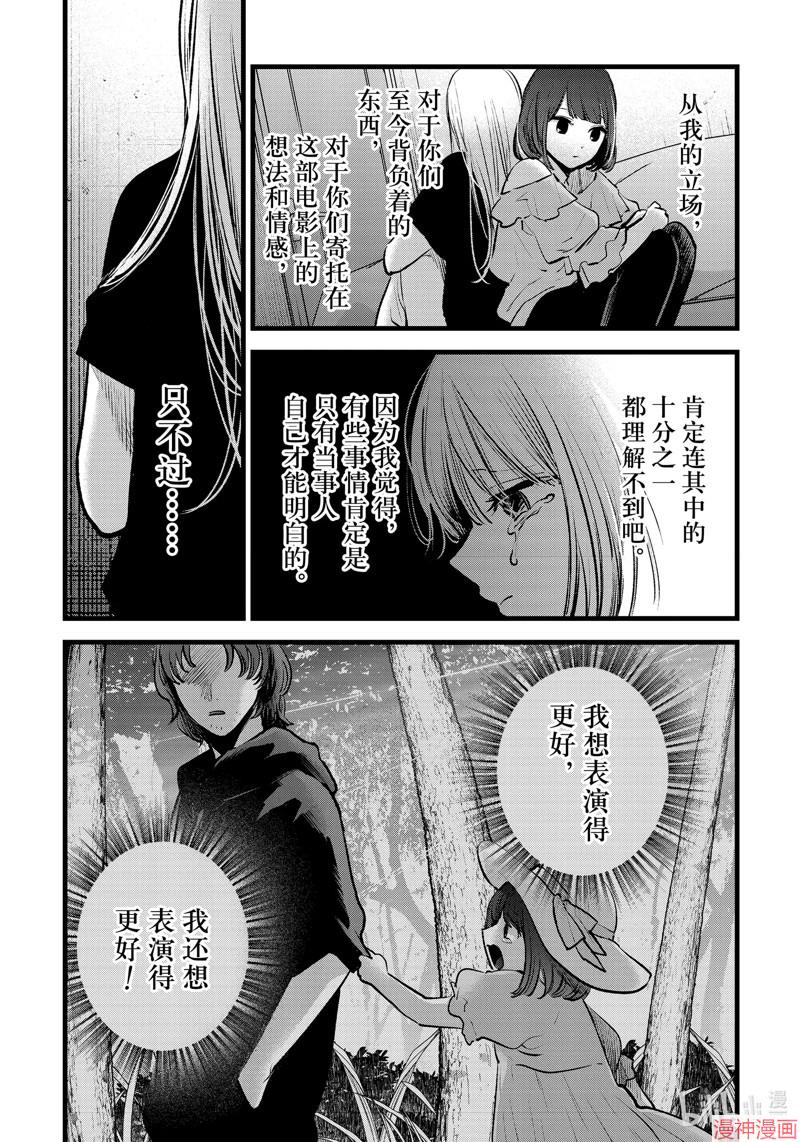 从我的立场，
对于你们
至今背负着的
东西，
对于你们寄托在
这部电影上的
想法和情感，
肯定连其中的
十分之一
都理解不到吧。
因为我觉得，
有些事情肯定是
只有当事人
自己才能明白的。
只不过……
我想表演得
更好，
我还想
表演得
更好！
漫神漫画